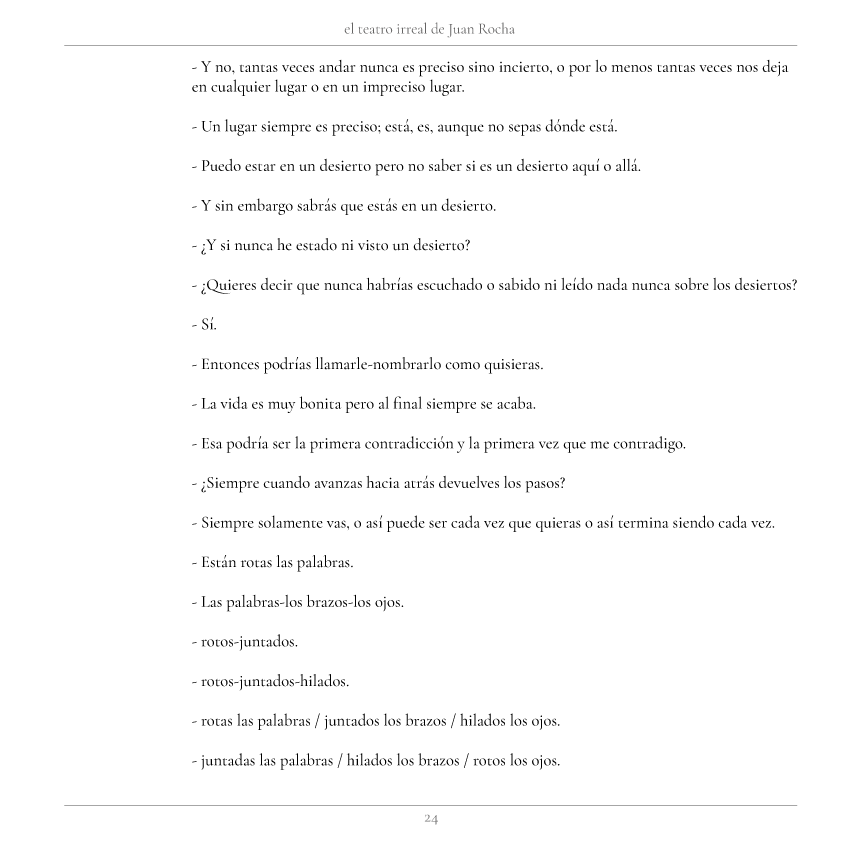 el teatro irreal de Juan Rocha
- Y no, tantas veces andar nunca es preciso sino incierto, o por lo menos tantas veces nos deja
en cualquier lugar o en un impreciso lugar.
- Un lugar siempre es preciso; está, es, aunque no sepas dónde está.
- Puedo estar en un desierto pero no saber si es un desierto aquí o allá.
- Y sin embargo sabrás que estás en un desierto.
- ¿Y si nunca he estado ni visto un desierto?
- ¿Quieres decir que nunca habrías escuchado o sabido ni leído nada nunca sobre los desiertos?
- Sí.
- Entonces podrías llamarle-nombrarlo como quisieras.
- La vida es muy bonita pero al final siempre se acaba.
- Esa podría ser la primera contradicción y la primera vez que me contradigo.
- ¿Siempre cuando avanzas hacia atrás devuelves los pasos?
- Siempre solamente vas, o así puede ser cada vez que quieras o así termina siendo cada vez.
- Están rotas las palabras.
- Las palabras-los brazos-los ojos.
- rotos-juntados.
- rotos-juntados-hilados.
- rotas las palabras / juntados los brazos / hilados los ojos.
- juntadas las palabras / hilados los brazos / rotos los ojos.
24